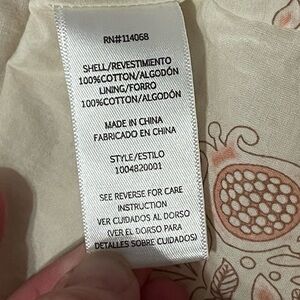 RN#114068
SHELL/REVESTIMIENTO
100%COTTON/ALGODÓN
LINING/FORRO
100%COTTON/ALGODÓN
MADE IN CHINA
FABRICADO EN CHINA
STYLE/ESTILO
1004820001
SEE REVERSE FOR CARE
INSTRUCTION
VER CUIDADOS AL DORSO
(VER AL DORSO PARA
DETALLES SOBRE CUIDADOS)